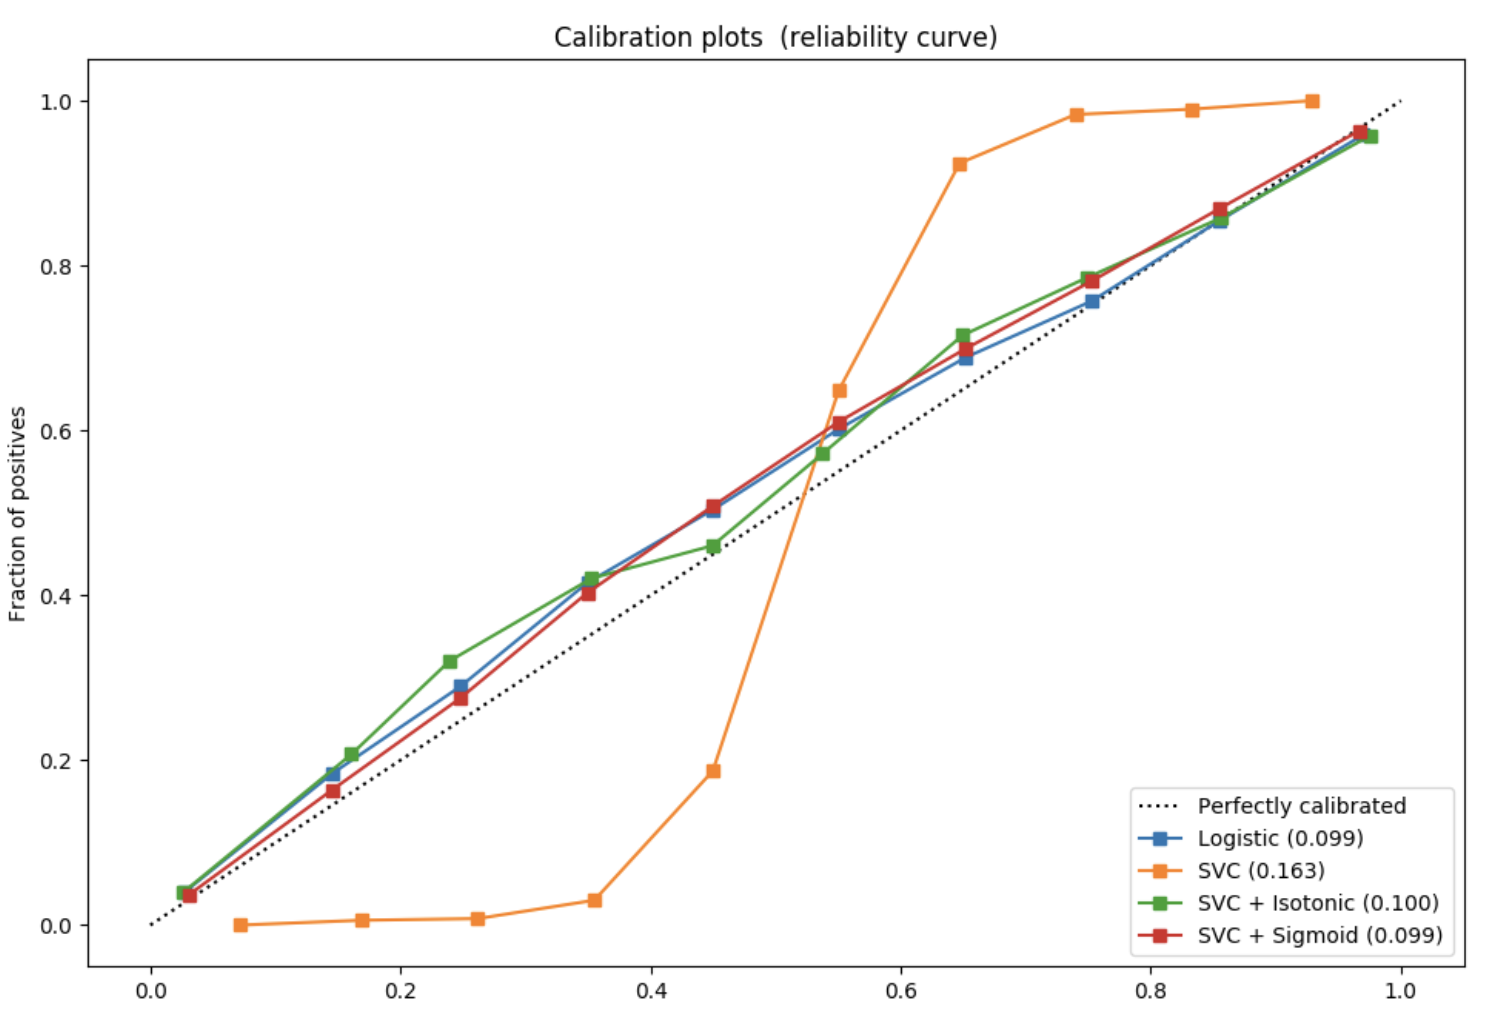 Calibration plots  (reliability curve)
1.0
0.8
0.6
0.4
0.2
0.0
Fraction of positives
Perfectly calibrated
Logistic (0.099)
SVC (0.163)
SVC + Isotonic (0.100)
SVC + Sigmoid (0.099)
0.0 0.2 0.4 0.6 0.8 1.0